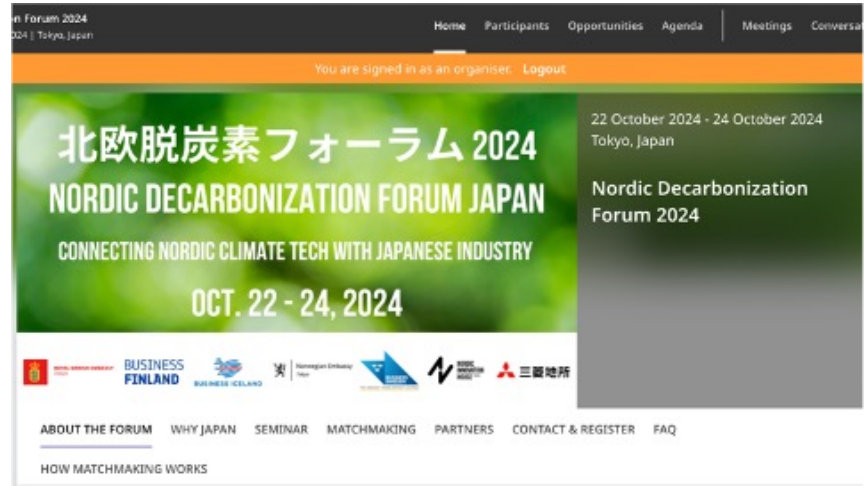 n Forum 2024
024 | Tokyo, Japan
Home Participants Opportunities Agenda Meetings Conversat
You are signed in as an organiser. Logout
北欧脱炭素フォーラム 2024
NORDIC DECARBONIZATION FORUM JAPAN
CONNECTING NORDIC CLIMATE TECH WITH JAPANESE INDUSTRY
OCT. 22 - 24, 2024
22 October 2024 - 24 October 2024
Tokyo, Japan
Nordic Decarbonization
Forum 2024
BUSINESS
FINLAND
BUSINESS ICELAND
Norwegian Embassy
Tokyo
NORDIC
INNOVATION
HOUSE
三菱地所
ABOUT THE FORUM WHY JAPAN SEMINAR MATCHMAKING PARTNERS CONTACT & REGISTER FAQ
HOW MATCHMAKING WORKS